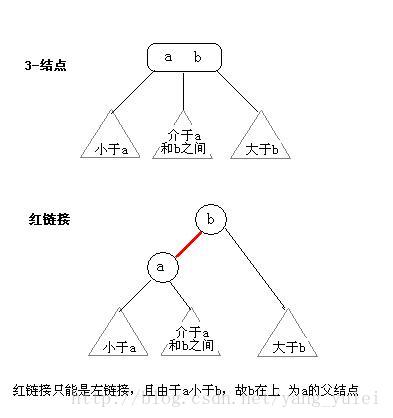 3-结点
a b
小于a
介于a
和b之间
大于b
红链接
b
a
小于a
介于a
和b之间
大于b
红链接只能是左链接，且由于a小于b，故b在上 为a的父结点
http://blog.csdn.net/yang_yulei